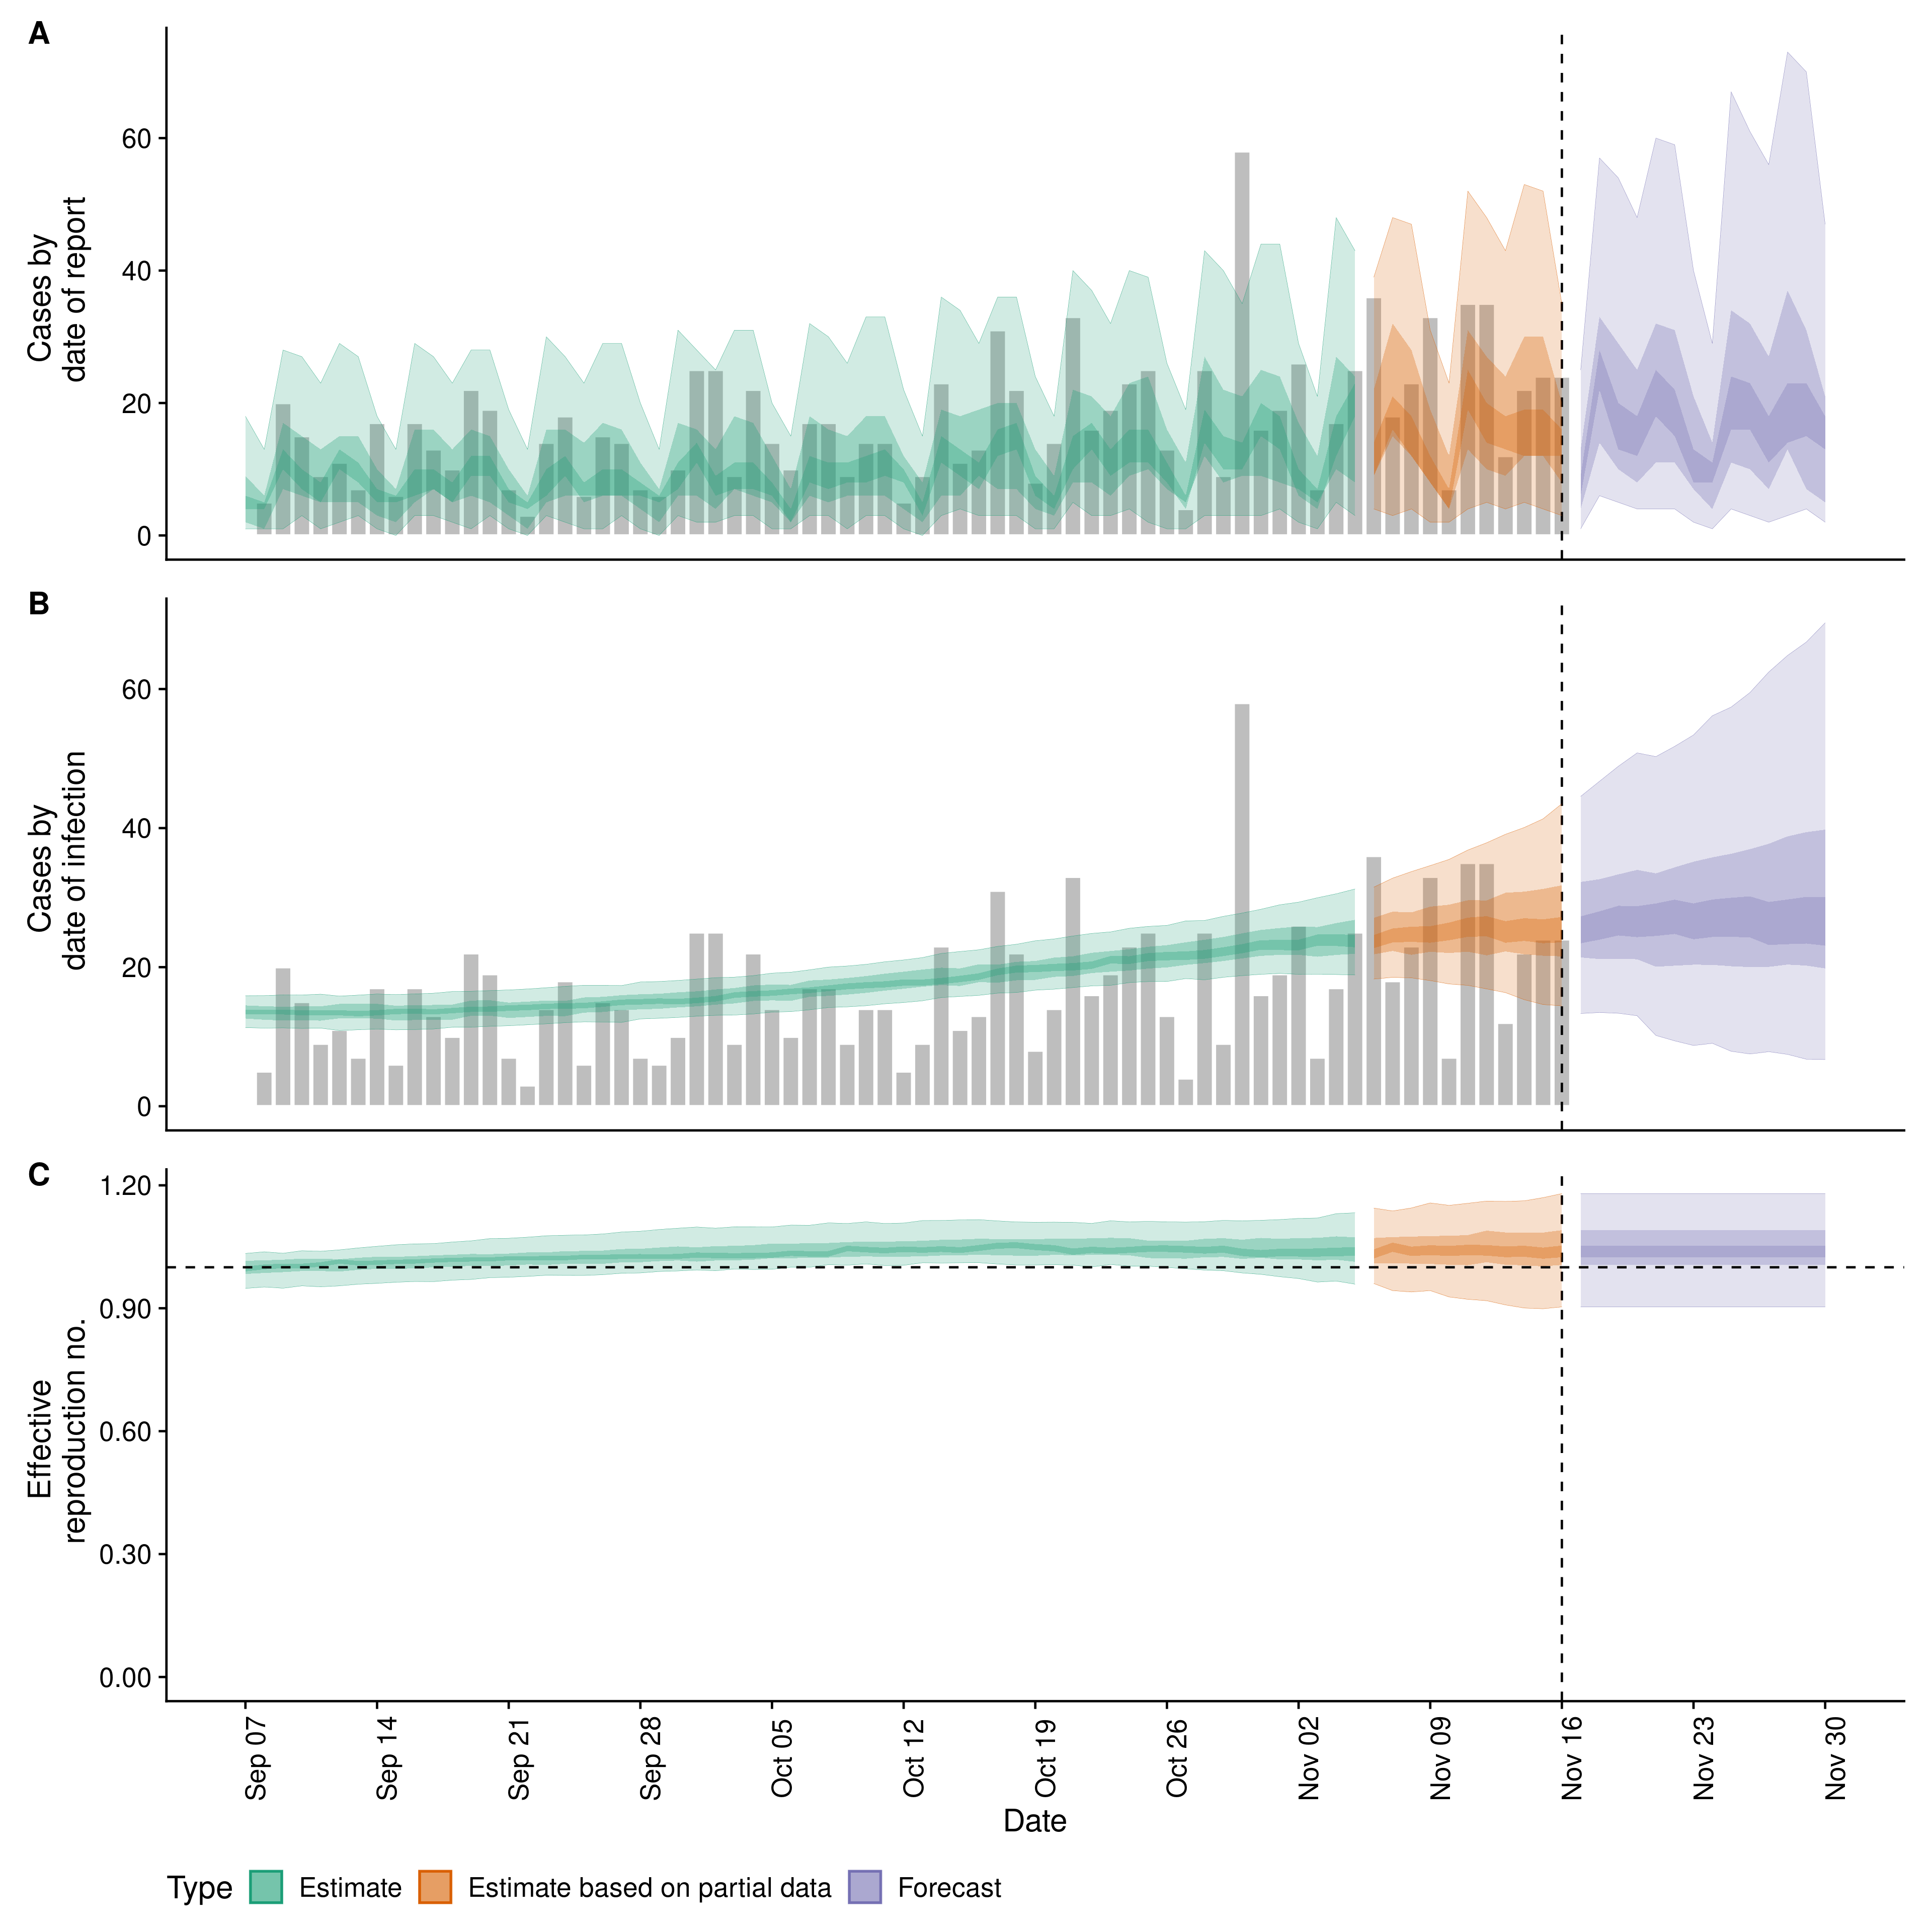 A
Cases by
date of report
60
40
20
0
B
Cases by
date of infection
60
40
20
0
C
Effective
reproduction no.
1.20
0.90
0.60
0.30
0.00
Sep 07
Sep 14
Sep 21
Sep 28
Oct 05
Oct 12
Oct 19
Oct 26
Nov 02
Nov 09
Nov 16
Nov 23
Nov 30
Date
Type Estimate Estimate based on partial data Forecast